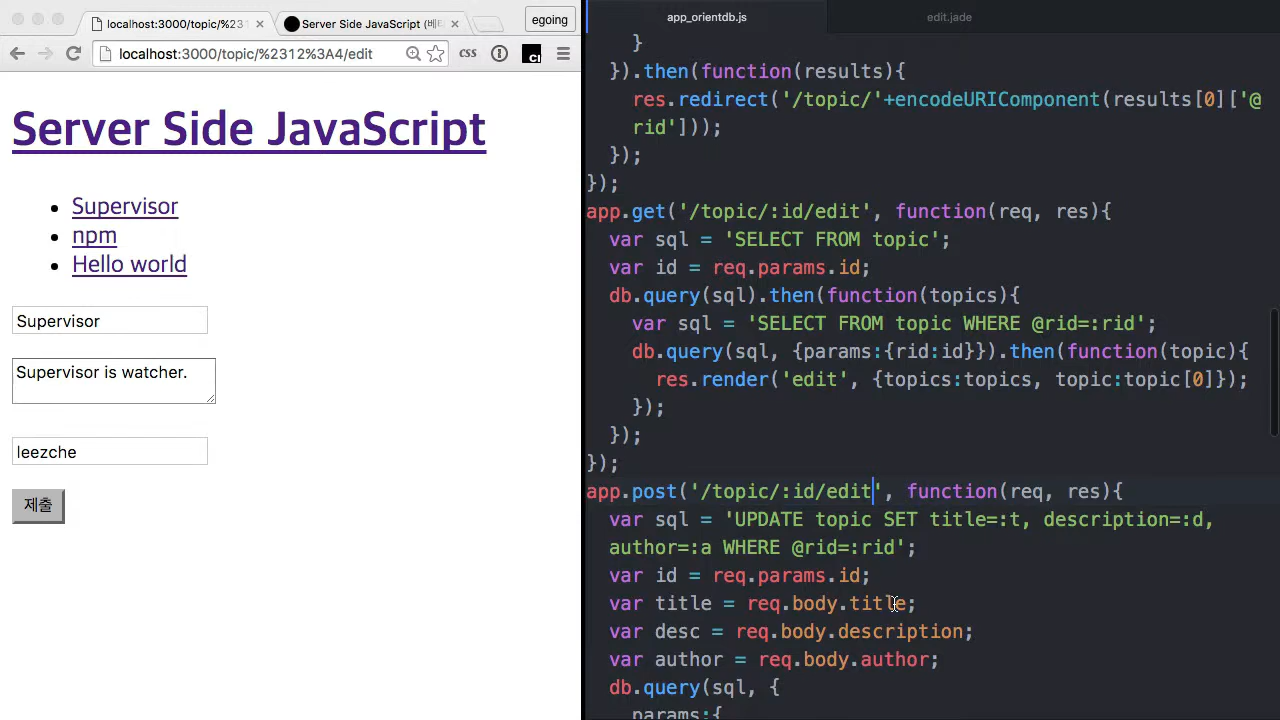 localhost:3000/topic/%231
Server Side JavaScript (비타
egoing
localhost:3000/topic/%2312%3A4/edit
css
Server Side JavaScript
Supervisor
npm
Hello world
Supervisor
Supervisor is watcher.
leezche
제출
app_orientdb.js
edit.jade
}
}).then(function(results){
res.redirect('/topic/'+encodeURIComponent(results[0]['@
rid']));
});
});
app.get('/topic/:id/edit', function(req, res){
var sql = 'SELECT FROM topic';
var id = req.params.id;
db.query(sql).then(function(topics){
var sql = 'SELECT FROM topic WHERE @rid=:rid';
db.query(sql, {params:{rid:id}}).then(function(topic){
res.render('edit', {topics:topics, topic:topic[0]});
});
});
});
app.post('/topic/:id/edit', function(req, res){
var sql = 'UPDATE topic SET title=:t, description=:d,
author=:a WHERE @rid=:rid';
var id = req.params.id;
var title = req.body.title;
var desc = req.body.description;
var author = req.body.author;
db.query(sql, {
params:{